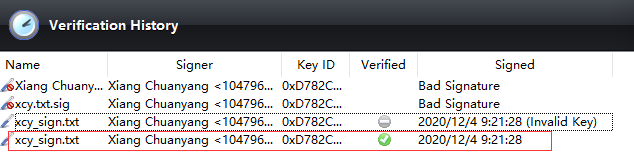 Verification History
Name Signer Key ID Verified Signed
Xiang Chuany... Xiang Chuanyang <104796... 0xD782C... Bad Signature
xcy.txt.sig Xiang Chuanyang <104796... 0xD782C... Bad Signature
xcy_sign.txt Xiang Chuanyang <104796... 0xD782C... 2020/12/4 9:21:28 (Invalid Key)
xcy_sign.txt Xiang Chuanyang <104796... 0xD782C... 2020/12/4 9:21:28